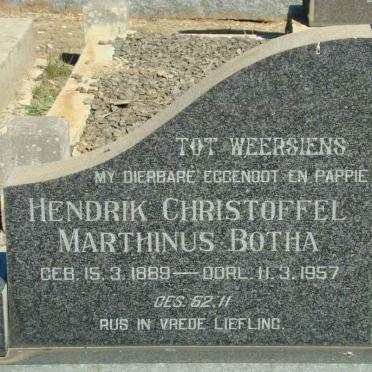 TOT WEERSIENS
MY DIERBARE EGGENOOT EN PAPPIE
HENDRIK CHRISTOFFEL
MARTHINUS BOTHA
GEB. 15. 3. 1889 — OORL. 11. 3. 1957
GES. 52. 11
RUS IN VREDE LIEFLING.